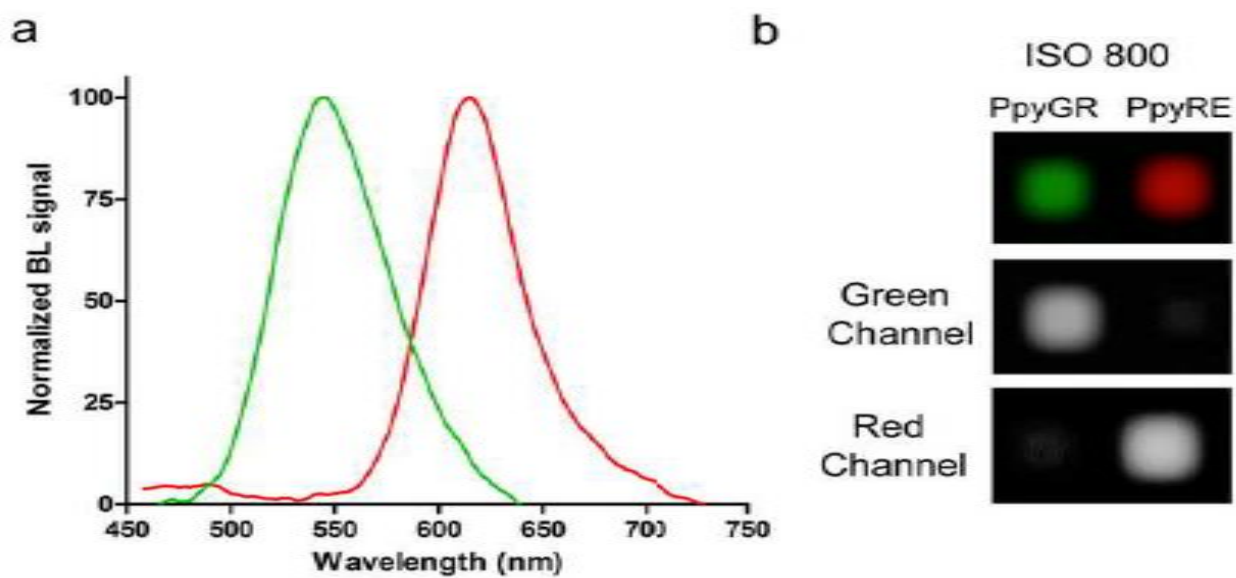 a
b
100
75
50
25
0
Normalized BL signal
450 500 550 600 650 700 750
Wavelength (nm)
ISO 800
PpyGR PpyRE
Green
Channel
Red
Channel